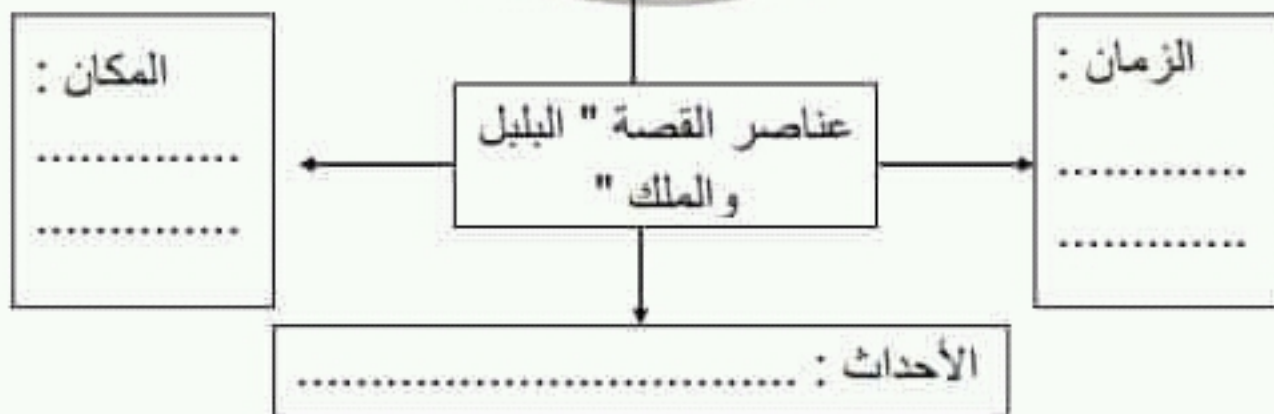 الزمان :
.............
.............
عناصر القصة " البلبل
والملك "
المكان :
..............
..............
الأحداث : ...................................